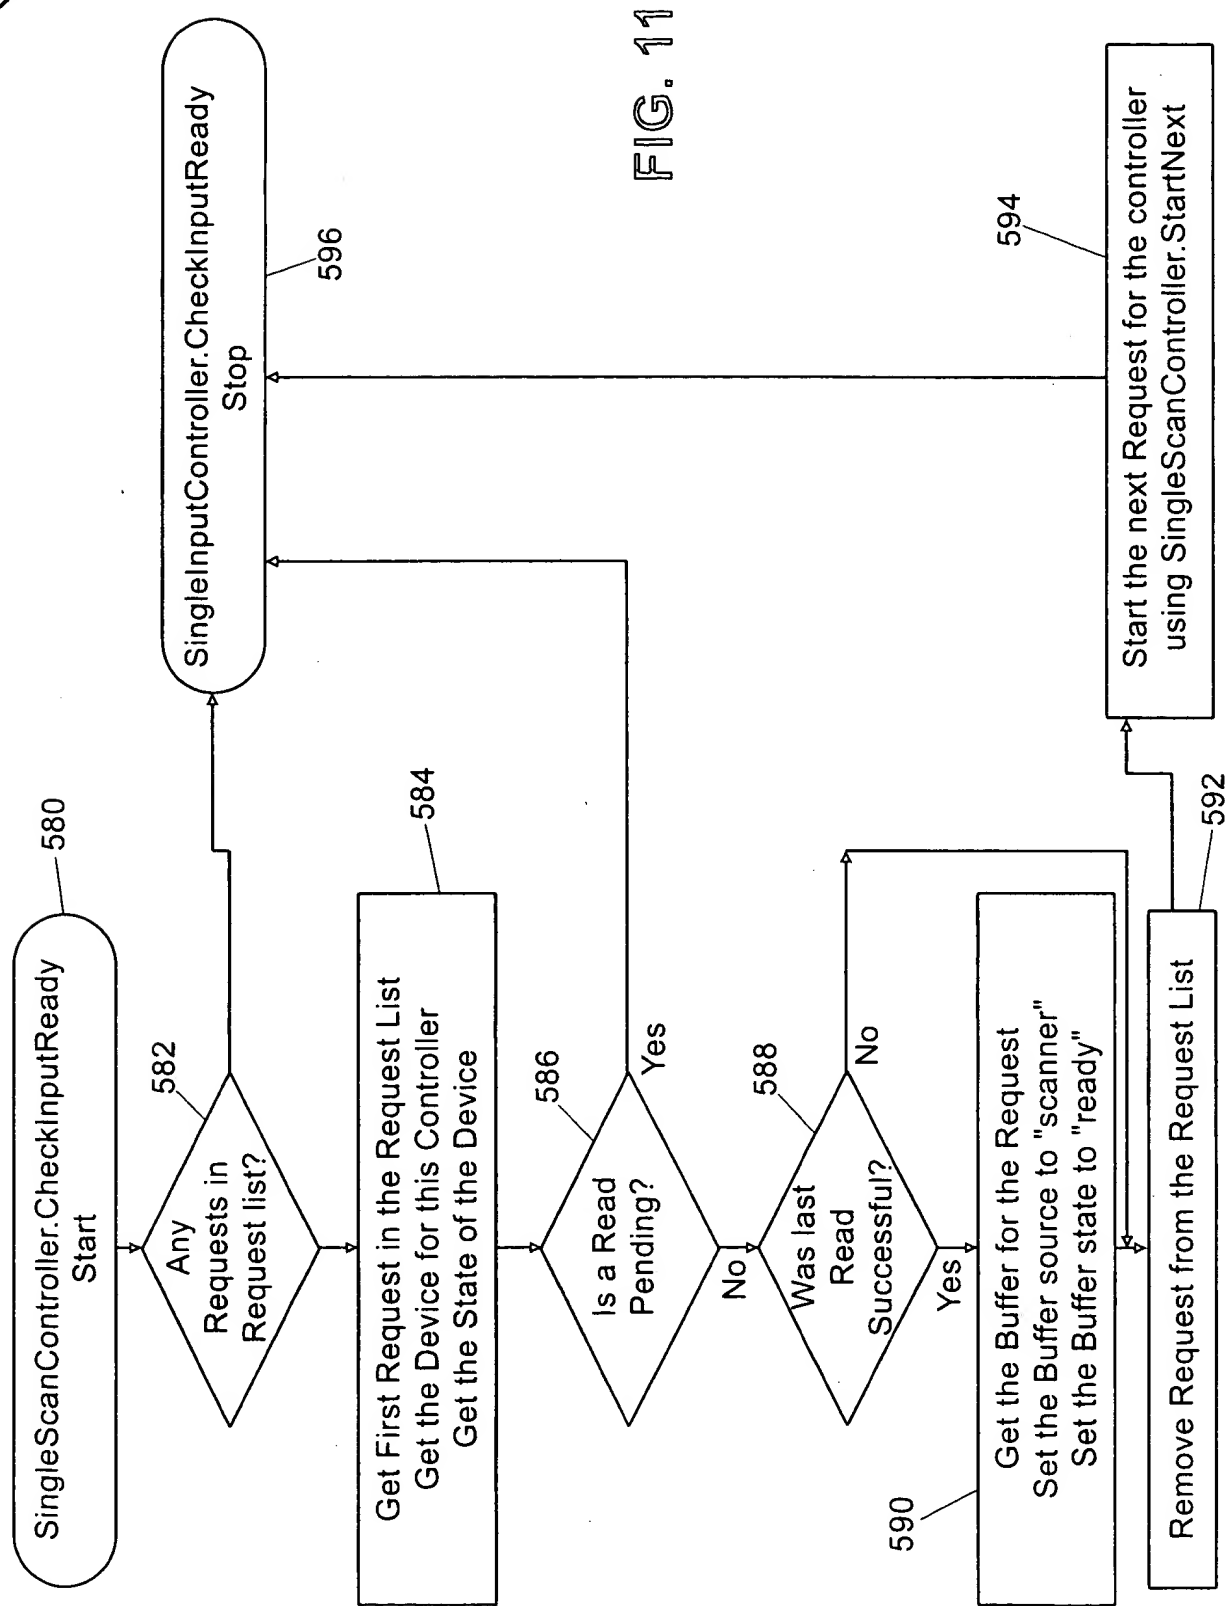 SingleScanController.CheckInputReady
Start
580
Any
Requests in
Request list?
582
Get First Request in the Request List
Get the Device for this Controller
Get the State of the Device
584
Is a Read
Pending?
586
Yes
No
Was last
Read
Successful?
588
No
Yes
Get the Buffer for the Request
Set the Buffer source to "scanner"
Set the Buffer state to "ready"
590
Remove Request from the Request List
592
Start the next Request for the controller
using SingleScanController.StartNext
594
SingleInputController.CheckInputReady
Stop
596
FIG. 11